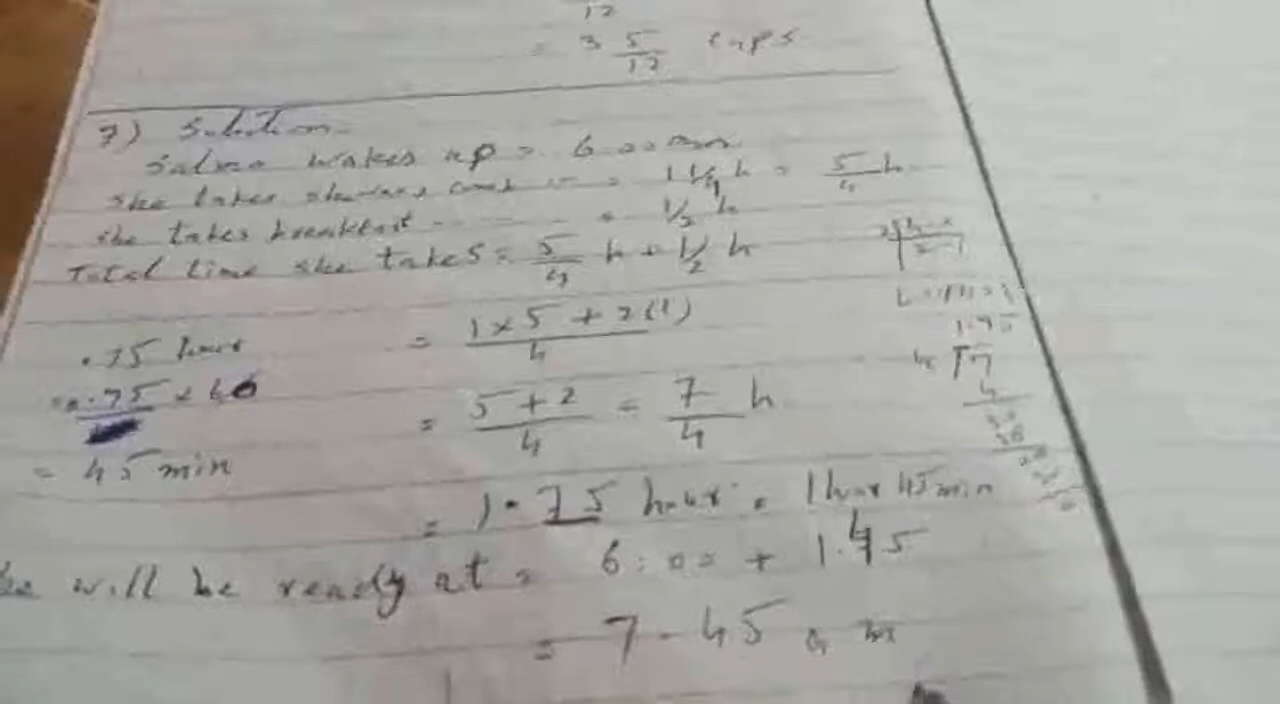 12
= 3 5/12 cups
7) Solution
Salma wakes up = 6:00 am
She takes = 1 1/4 h = 5/4 h
She takes breakfast = 1/2 h
Total time she takes = 5/4 h + 1/2 h
= 1×5 + 2(1) / 4
.75 hour
= 0.75 × 60
= 5+2 / 4 = 7/4 h
= 45 min
= 1.75 hour = 1 hour 45 min
will be ready at = 6:00 + 1.45
= 7-45 a m